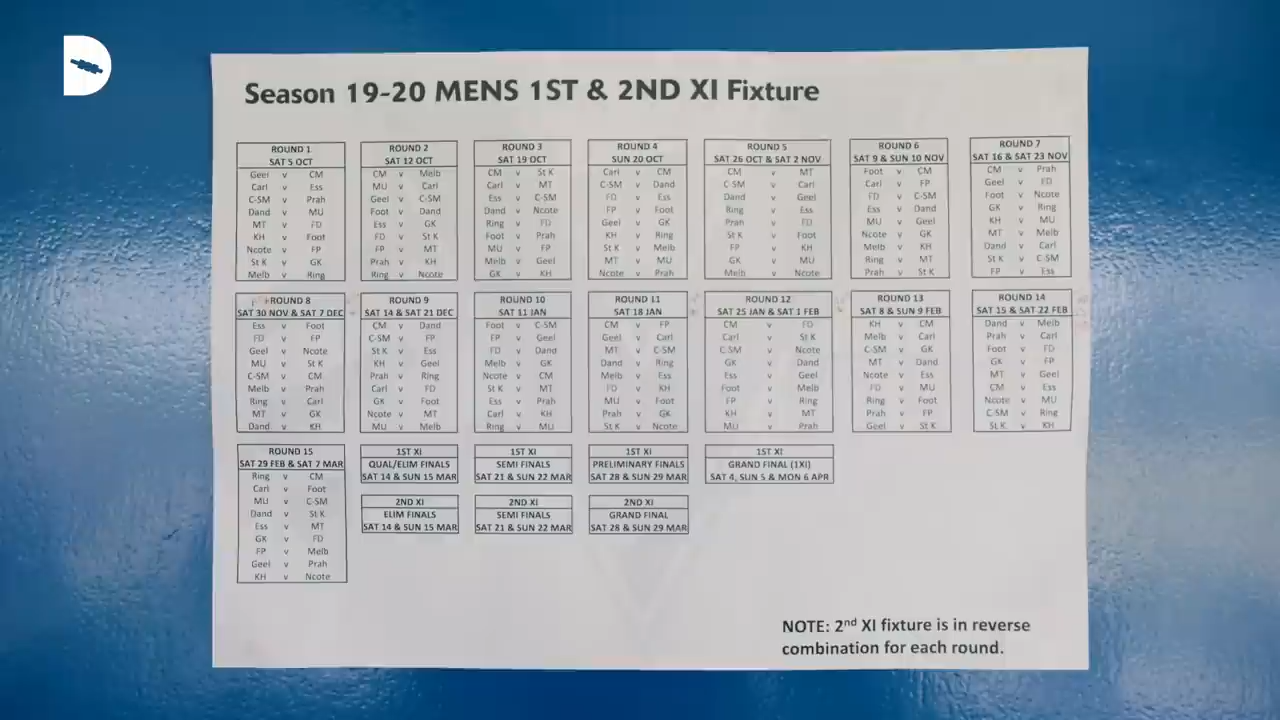 Season 19-20 MENS 1ST & 2ND XI Fixture
ROUND 1
SAT 5 OCT
Geel v CM
Carl v Ess
C-SM v Prah
Dand v MU
MT v FD
KH v Foot
Ncote v FP
St K v GK
Melb v Ring
ROUND 2
SAT 12 OCT
CM v Melb
MU v Carl
Geel v C-SM
Foot v Dand
Ess v GK
FD v St K
FP v MT
Prah v KH
Ring v Ncote
ROUND 3
SAT 19 OCT
CM v St K
Carl v MT
Ess v C-SM
Dand v Ncote
Ring v FD
Foot v Prah
MU v FP
Melb v Geel
GK v KH
ROUND 4
SUN 20 OCT
Carl v CM
C-SM v Dand
FD v Ess
FP v Foot
Geel v GK
KH v Ring
St K v Melb
MT v MU
Ncote v Prah
ROUND 5
SAT 26 OCT & SAT 2 NOV
CM v MT
C-SM v Carl
Dand v Geel
Ring v Ess
Prah v FD
St K v Foot
FP v KH
GK v MU
Melb v Ncote
ROUND 6
SAT 9 & SUN 10 NOV
Foot v CM
Carl v FP
FD v C-SM
Ess v Dand
MU v Geel
Ncote v GK
Melb v KH
Ring v MT
Prah v St K
ROUND 7
SAT 16 & SAT 23 NOV
CM v Prah
Geel v FD
Foot v Ncote
GK v Ring
KH v MU
MT v Melb
Dand v Carl
St K v C-SM
FP v Ess
ROUND 8
SAT 30 NOV & SAT 7 DEC
Ess v Foot
FD v FP
Geel v Ncote
MU v St K
C-SM v CM
Melb v Prah
Ring v Carl
MT v GK
Dand v KH
ROUND 9
SAT 14 & SAT 21 DEC
CM v Dand
C-SM v FP
St K v Ess
KH v Geel
Prah v Ring
Carl v FD
GK v Foot
Ncote v MT
MU v Melb
ROUND 10
SAT 11 JAN
Foot v C-SM
FP v Geel
FD v Dand
Melb v GK
Ncote v CM
St K v MT
Ess v Prah
Carl v KH
Ring v MU
ROUND 11
SAT 18 JAN
CM v FP
Geel v Carl
MT v C-SM
Dand v Ring
Melb v Ess
FD v KH
MU v Foot
Prah v GK
St K v Ncote
ROUND 12
SAT 25 JAN & SAT 1 FEB
CM v FD
Carl v St K
C-SM v Ncote
GK v Dand
Ess v Geel
Foot v Melb
FP v Ring
KH v MT
MU v Prah
ROUND 13
SAT 8 & SUN 9 FEB
KH v CM
Melb v Carl
C-SM v GK
MT v Dand
Ncote v Ess
FD v MU
Ring v Foot
Prah v FP
Geel v St K
ROUND 14
SAT 15 & SAT 22 FEB
Dand v Melb
Prah v Carl
Foot v FD
GK v FP
MT v Geel
CM v Ess
Ncote v MU
C-SM v Ring
St K v KH
ROUND 15
SAT 29 FEB & SAT 7 MAR
Ring v CM
Carl v Foot
MU v C-SM
Dand v St K
Ess v MT
GK v FD
FP v Melb
Geel v Prah
KH v Ncote
1ST XI
QUAL/ELIM FINALS
SAT 14 & SUN 15 MAR
1ST XI
SEMI FINALS
SAT 21 & SUN 22 MAR
1ST XI
PRELIMINARY FINALS
SAT 28 & SUN 29 MAR
1ST XI
GRAND FINAL (1XI)
SAT 4, SUN 5 & MON 6 APR
2ND XI
ELIM FINALS
SAT 14 & SUN 15 MAR
2ND XI
SEMI FINALS
SAT 21 & SUN 22 MAR
2ND XI
GRAND FINAL
SAT 28 & SUN 29 MAR
NOTE: 2nd XI fixture is in reverse
combination for each round.